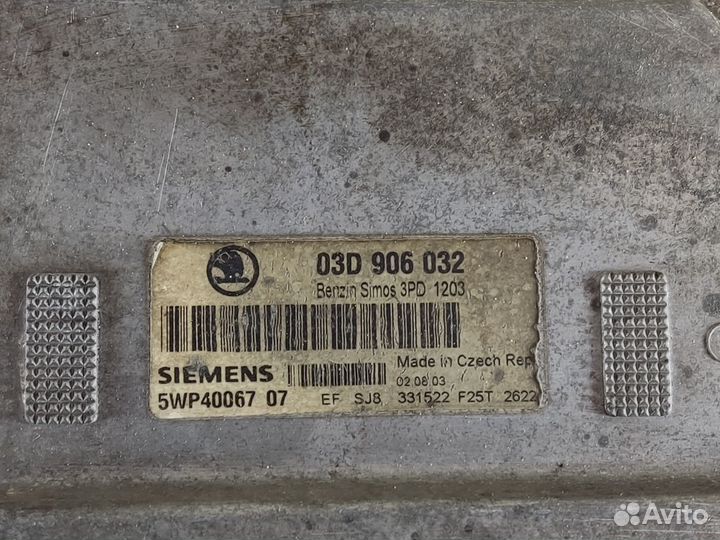 03D 906 032
Benzin Simos 3PD 1203
Made in Czech Rep
SIEMENS
02.08.03
5WP40067 07
EF SJ8 331522 F25T 2622
Avito